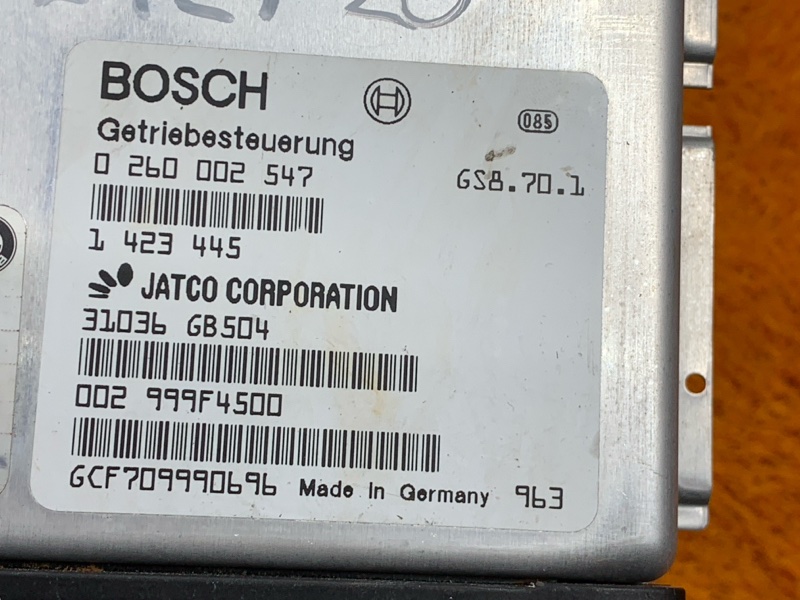 BOSCH
085
Getriebesteuerung
0 260 002 547
GS8.70.1
1 423 445
JATCO CORPORATION
31036 GB504
002 999F4500
GCF709990696 Made in Germany 963